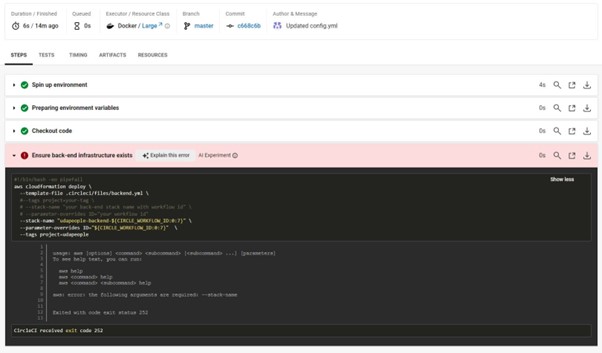 Duration / Finished
Queued
Executor / Resource Class
Branch
Commit
Author & Message
6s / 14m ago
0s
Docker / Large
master
c668c6b
Updated config.yml
STEPS
TESTS
TIMING
ARTIFACTS
RESOURCES
Spin up environment
4s
Preparing environment variables
0s
Checkout code
0s
Ensure back-end infrastructure exists
Explain this error
AI Experiment
0s
#!/bin/bash -eo pipefail
Show less
aws cloudformation deploy \
--template-file .circleci/files/backend.yml \
#--tags project=your-tag \
# --stack-name "your back-end stack name with workflow id" \
# --parameter-overrides ID="your workflow id"
--stack-name "udapeople-backend-${CIRCLE_WORKFLOW_ID:0:7}" \
--parameter-overrides ID="${CIRCLE_WORKFLOW_ID:0:7}" \
--tags project=udapeople
1
2 usage: aws [options] <command> <subcommand> [<subcommand> ...] [parameters]
3 To see help text, you can run:
4
5 aws help
6 aws <command> help
7 aws <command> <subcommand> help
8
9 aws: error: the following arguments are required: --stack-name
10
11
12 Exited with code exit status 252
13
CircleCI received exit code 252